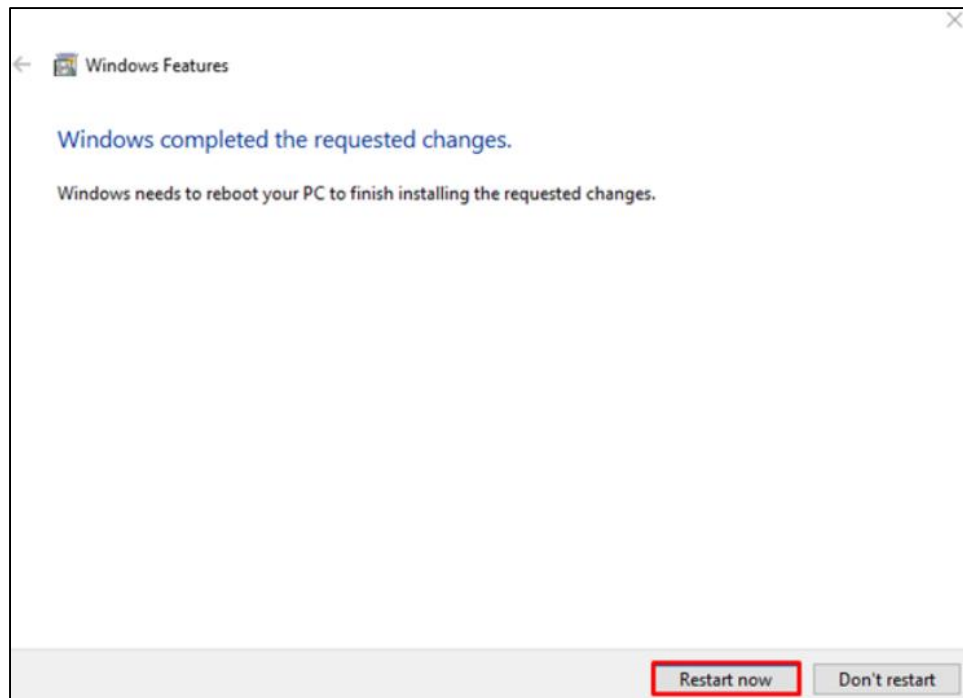 Windows Features
Windows completed the requested changes.
Windows needs to reboot your PC to finish installing the requested changes.
Restart now Don't restart